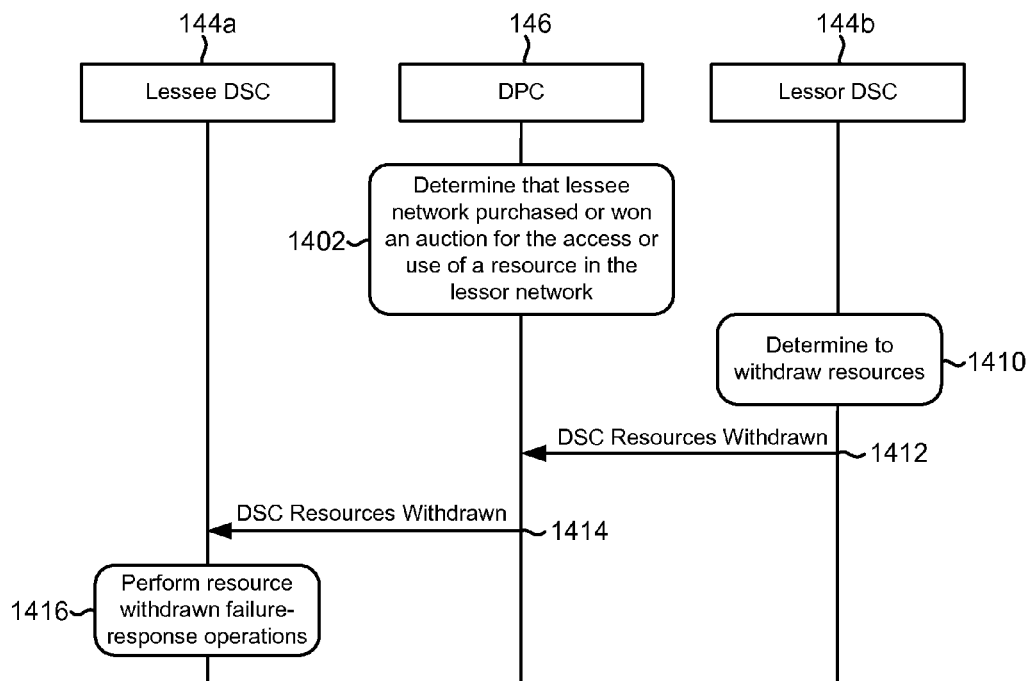 144a
146
144b
Lessee DSC
DPC
Lessor DSC
Determine that lessee
network purchased or won
an auction for the access or
use of a resource in the
lessor network
1402
Determine to
withdraw resources
1410
DSC Resources Withdrawn
1412
DSC Resources Withdrawn
1414
Perform resource
withdrawn failure-
response operations
1416